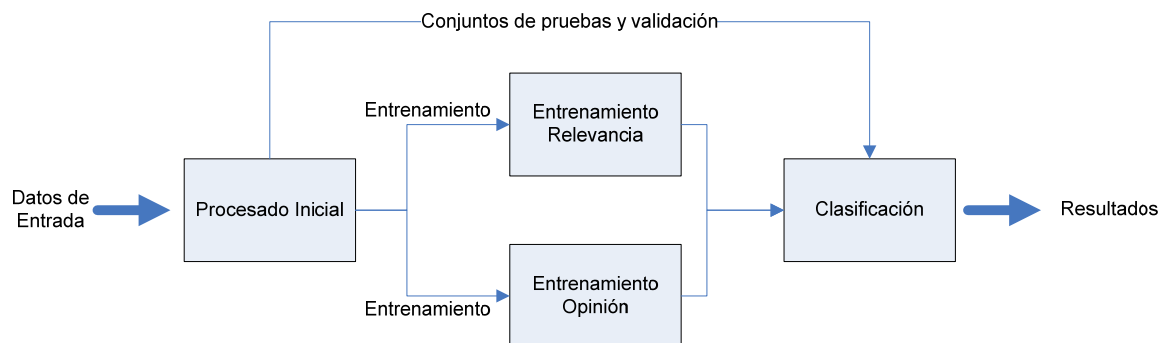 Conjuntos de pruebas y validación
Entrenamiento
Entrenamiento
Relevancia
Datos de
Entrada
Procesado Inicial
Clasificación
Resultados
Entrenamiento
Entrenamiento
Opinión